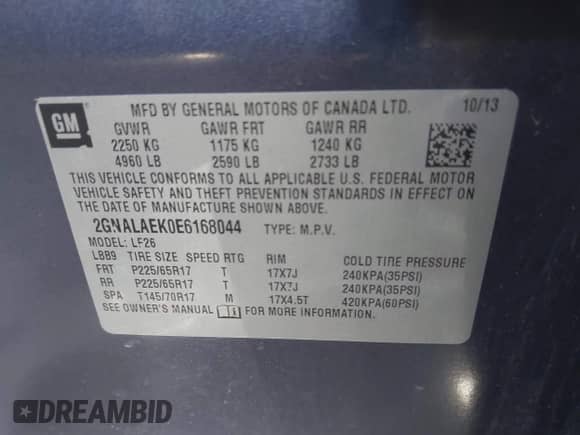 GM
MFD BY GENERAL MOTORS OF CANADA LTD. 10/13
GVWR GAWR FRT GAWR RR
2250 KG 1175 KG 1240 KG
4960 LB 2590 LB 2733 LB
THIS VEHICLE CONFORMS TO ALL APPLICABLE U.S. FEDERAL MOTOR
VEHICLE SAFETY AND THEFT PREVENTION STANDARDS IN EFFECT ON
THE DATE OF MANUFACTURE SHOWN ABOVE.
2GNALAEK0E6168044 TYPE: M.P.V.
MODEL: LF26
LBB9 TIRE SIZE SPEED RTG RIM COLD TIRE PRESSURE
FRT P225/65R17 T 17X7J 240KPA(35PSI)
RR P225/65R17 T 17X7J 240KPA(35PSI)
SPA T145/70R17 M 17X4.5T 420KPA(60PSI)
SEE OWNER'S MANUAL FOR MORE INFORMATION.
DREAMBID